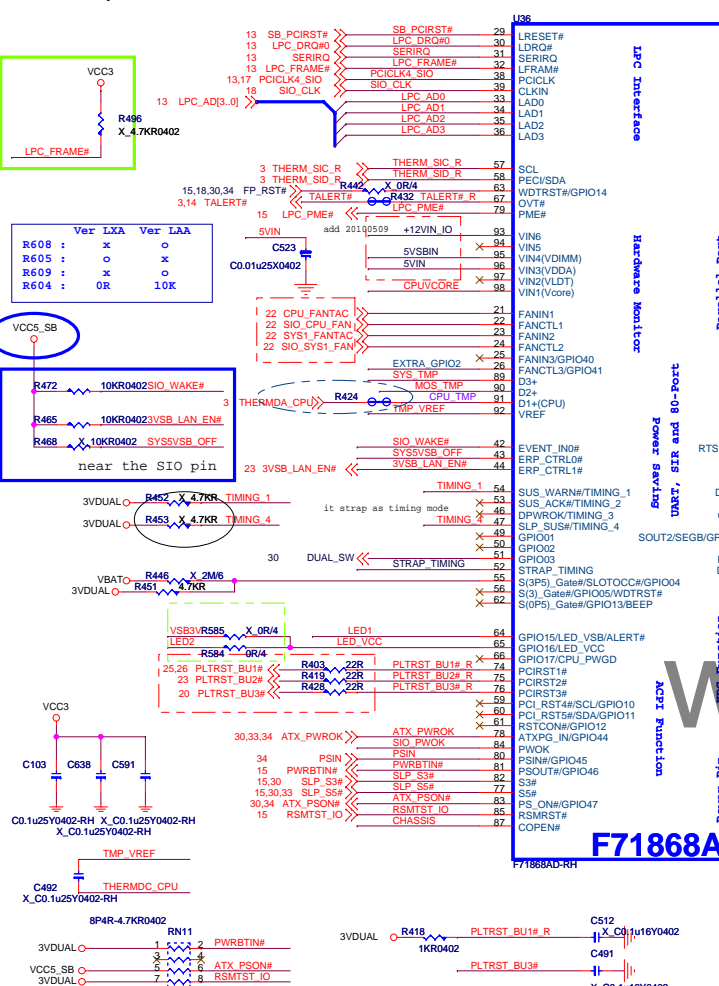 U36
13 SB_PCIRST# SB_PCIRST# 29 LRESET#
13 LPC_DRQ#0 LPC_DRQ#0 30 LDRQ#
13 SERIRQ SERIRQ 31 SERIRQ
13 LPC_FRAME# LPC_FRAME# 32 LFRAM#
13,17 PCICLK4_SIO PCICLK4_SIO 38 PCICLK
18 SIO_CLK SIO_CLK 39 CLKIN
13 LPC_AD[3..0] LPC_AD0 33 LAD0
LPC_AD1 34 LAD1
LPC_AD2 35 LAD2
LPC_AD3 36 LAD3
LPC Interface
VCC3
R496
X_4.7KR0402
LPC_FRAME#
3 THERM_SIC_R THERM_SIC_R 57 SCL
3 THERM_SID_R THERM_SID_R 58 PECI/SDA
15,18,30,34 FP_RST# R442 X_0R/4 63 WDTRST#/GPIO14
3,14 TALERT# TALERT# R432 TALERT#_R 67 OVT#
15 LPC_PME# LPC_PME# 79 PME#
Ver LXA Ver LAA
R608 : x o
R605 : o x
R609 : x o
R604 : 0R 10K
5VIN
C523
C0.01u25X0402
add 20100509
+12VIN_IO 93 VIN6
94 VIN5
5VSBIN 95 VIN4(VDIMM)
5VIN 96 VIN3(VDDA)
97 VIN2(VLDT)
CPUVCORE 98 VIN1(Vcore)
Hardware Monitor
22 CPU_FANTAC 21 FANIN1
22 SIO_CPU_FAN 22 FANCTL1
22 SYS1_FANTAC 23 FANIN2
22 SIO_SYS1_FAN 24 FANCTL2
25 FANIN3/GPIO40
EXTRA_GPIO2 26 FANCTL3/GPIO41
SYS_TMP 89 D3+
MOS_TMP 90 D2+
3 THERMDA_CPU R424 CPU_TMP 91 D1+(CPU)
TMP_VREF 92 VREF
VCC5_SB
R472 10KR0402 SIO_WAKE#
R465 10KR0402 3VSB_LAN_EN#
R468 X_10KR0402 SYS5VSB_OFF
near the SIO pin
SIO_WAKE# 42 EVENT_IN0#
SYS5VSB_OFF 43 ERP_CTRL0#
23 3VSB_LAN_EN# 3VSB_LAN_EN# 44 ERP_CTRL1#
UART, SIR and 80-Port
Power Saving
RTS
3VDUAL R452 X_4.7KR TIMING_1
3VDUAL R453 X_4.7KR TIMING_4
it strap as timing mode
TIMING_1 54 SUS_WARN#/TIMING_1
53 SUS_ACK#/TIMING_2
46 DPWROK/TIMING_3
TIMING_4 47 SLP_SUS#/TIMING_4
49 GPIO01
SOUT2/SEGB/GP
50 GPIO02
30 DUAL_SW 51 GPIO03
STRAP_TIMING 52 STRAP_TIMING
VBAT R446 X_2M/6 55 S(3P5)_Gate#/SLOTOCC#/GPIO04
3VDUAL R451 4.7KR 56 S(3)_Gate#/GPIO05/WDTRST#
62 S(0P5)_Gate#/GPIO13/BEEP
VSB3V R585 X_0R/4 LED1 64 GPIO15/LED_VSB/ALERT#
LED2 R584 0R/4 LED_VCC 65 GPIO16/LED_VCC
66 GPIO17/CPU_PWGD
25,26 PLTRST_BU1# R403 22R PLTRST_BU1#_R 74 PCIRST1#
23 PLTRST_BU2# R419 22R PLTRST_BU2#_R 75 PCIRST2#
20 PLTRST_BU3# R428 22R PLTRST_BU3#_R 76 PCIRST3#
59 PCI_RST4#/SCL/GPIO10
60 PCI_RST5#/SDA/GPIO11
61 RSTCON#/GPIO12
30,33,34 ATX_PWROK ATX_PWROK 78 ATXPG_IN/GPIO44
SIO_PWOK 84 PWOK
34 PSIN PSIN 80 PSIN#/GPIO45
15 PWRBTIN# PWRBTIN# 81 PSOUT#/GPIO46
15,30 SLP_S3# SLP_S3# 82 S3#
15,30,33 SLP_S5# SLP_S5# 77 S5#
30,34 ATX_PSON# ATX_PSON# 83 PS_ON#/GPIO47
15 RSMTST_IO RSMTST_IO 85 RSMRST#
CHASSIS 87 COPEN#
ACPI Function
W
F71868A
F71868AD-RH
VCC3
C103 C638 C591
C0.1u25Y0402-RH X_C0.1u25Y0402-RH
X_C0.1u25Y0402-RH
TMP_VREF
C492
X_C0.1u25Y0402-RH
THERMDC_CPU
8P4R-4.7KR0402
RN11
3VDUAL 1 2 PWRBTIN#
3 4
VCC5_SB 5 6 ATX_PSON#
3VDUAL 7 8 RSMTST_IO
3VDUAL R418 1KR0402 PLTRST_BU1#_R C512 X_C0.1u16Y0402
PLTRST_BU3# C491